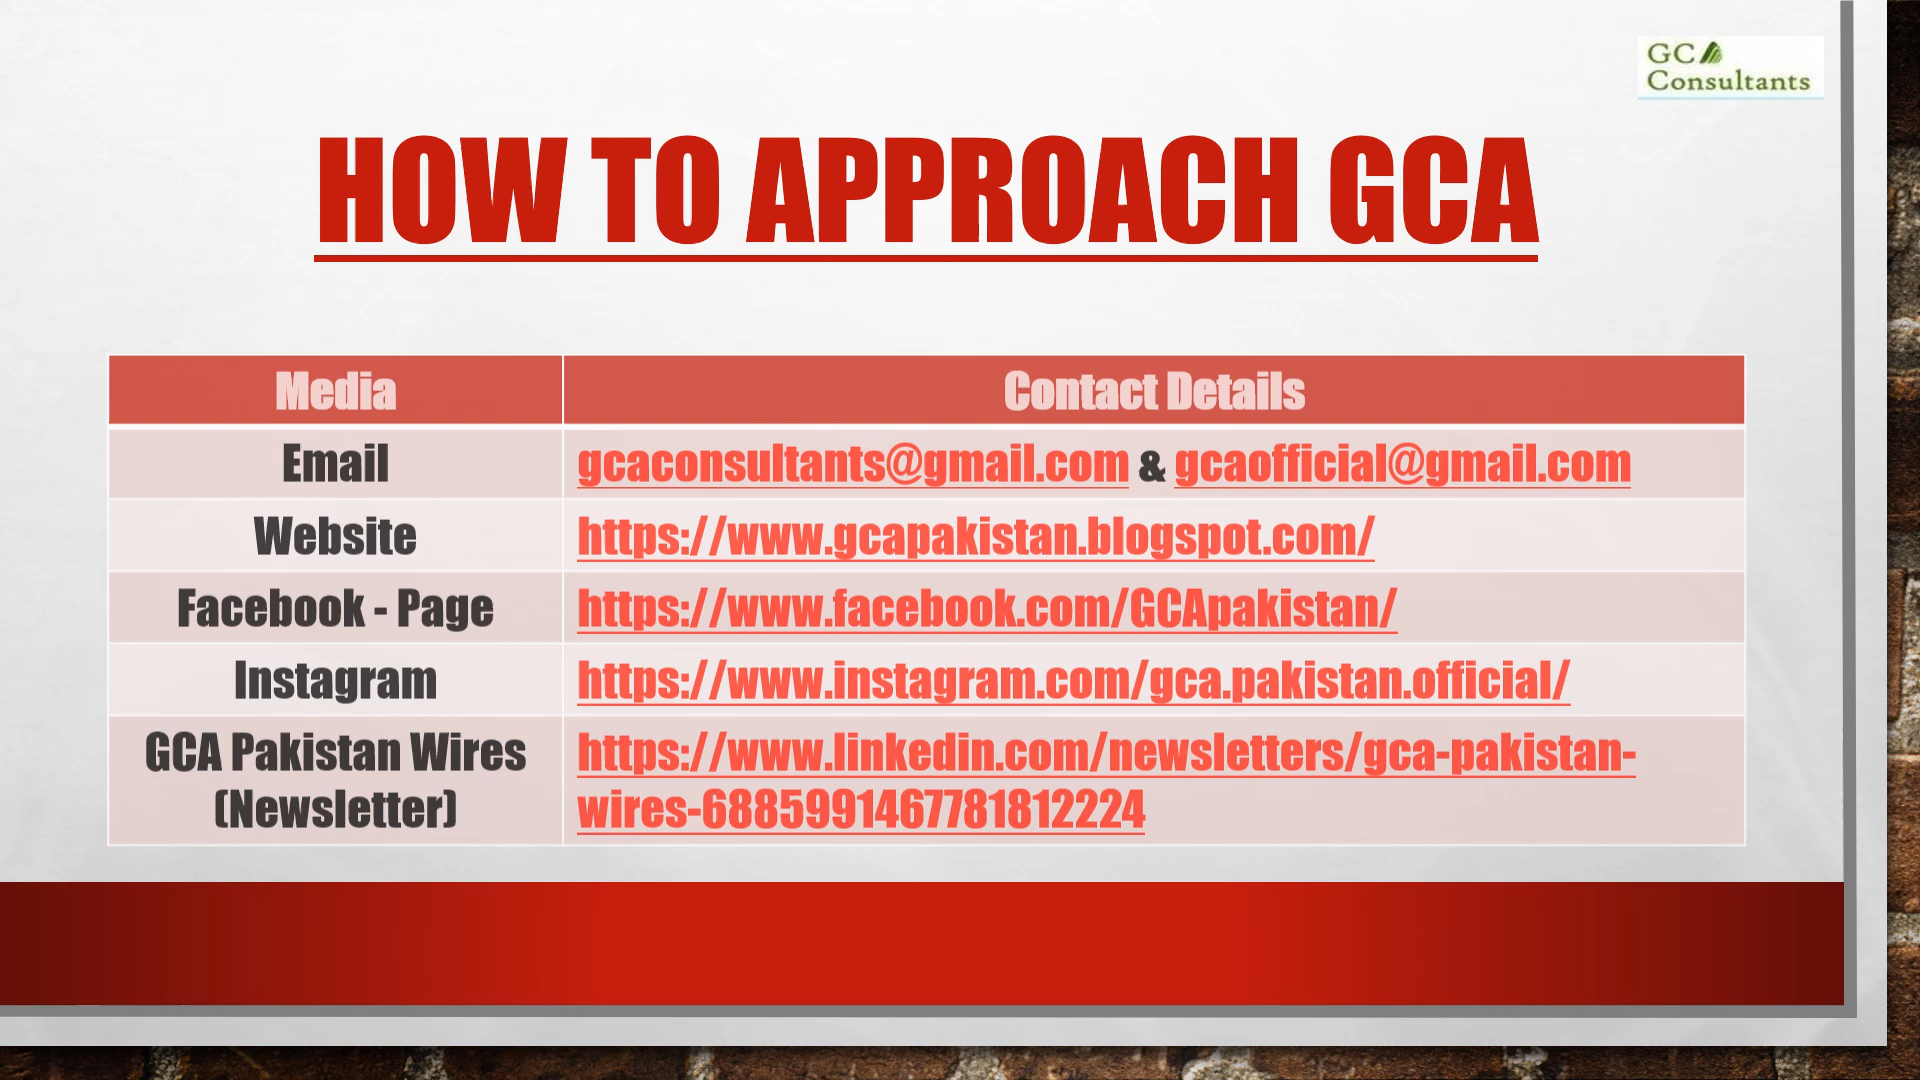 GCA
Consultants
HOW TO APPROACH GCA
Media Contact Details
Email gcaconsultants@gmail.com & gcaofficial@gmail.com
Website https://www.gcapakistan.blogspot.com/
Facebook - Page https://www.facebook.com/GCApakistan/
Instagram https://www.instagram.com/gca.pakistan.official/
GCA Pakistan Wires https://www.linkedin.com/newsletters/gca-pakistan-
(Newsletter) wires-6885991467781812224